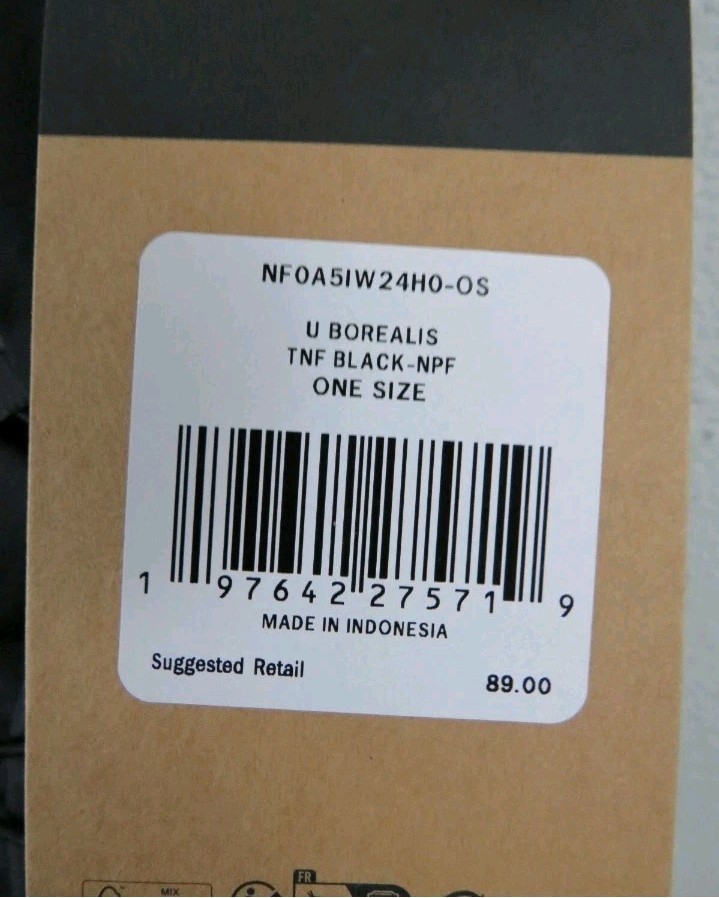 NF0A5IW24H0-OS
U BOREALIS
TNF BLACK-NPF
ONE SIZE
1 97642 27571 9
MADE IN INDONESIA
Suggested Retail 89.00
FR
MIX